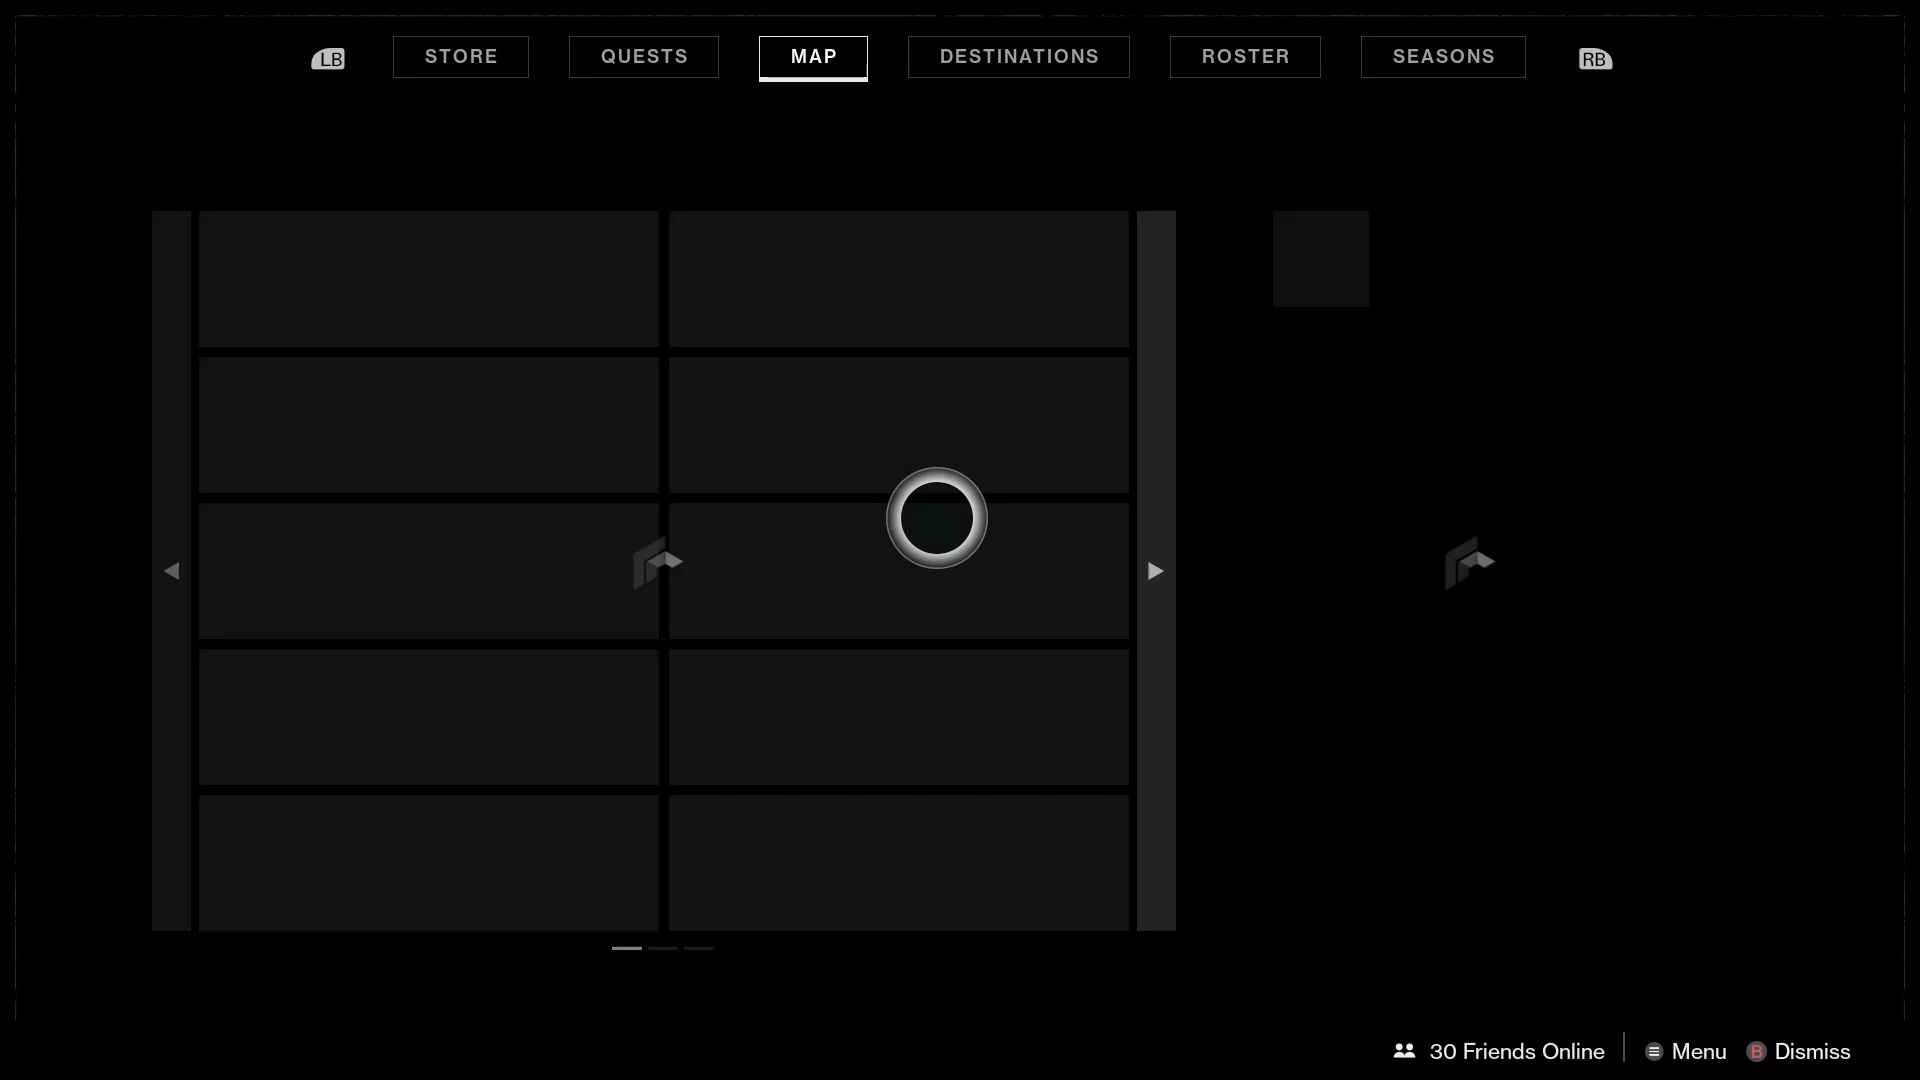 LB
STORE
QUESTS
MAP
DESTINATIONS
ROSTER
SEASONS
RB
30 Friends Online
Menu
B Dismiss